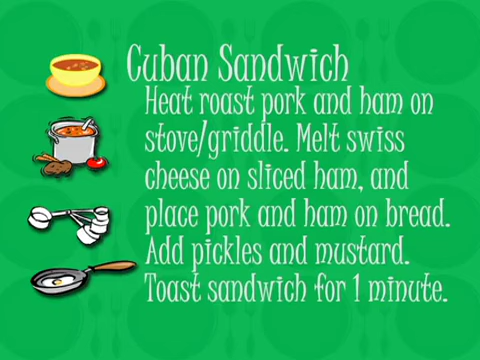 Cuban Sandwich
Heat roast pork and ham on
stove/griddle. Melt swiss
cheese on sliced ham, and
place pork and ham on bread.
Add pickles and mustard.
Toast sandwich for 1 minute.